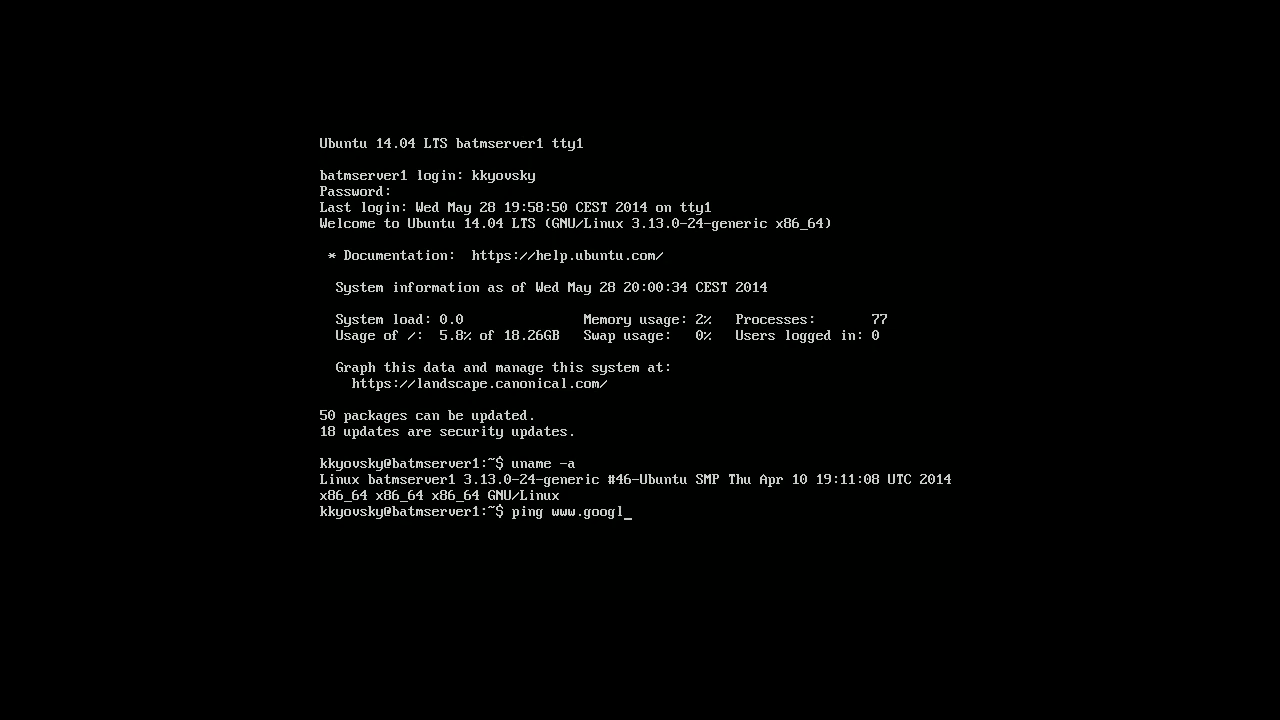 Ubuntu 14.04 LTS batmserver1 tty1
batmserver1 login: kkyovsky
Password:
Last login: Wed May 28 19:58:50 CEST 2014 on tty1
Welcome to Ubuntu 14.04 LTS (GNU/Linux 3.13.0-24-generic x86_64)
* Documentation:  https://help.ubuntu.com/
System information as of Wed May 28 20:00:34 CEST 2014
System load: 0.0               Memory usage: 2%   Processes:       77
Usage of /:  5.8% of 18.26GB   Swap usage:   0%   Users logged in: 0
Graph this data and manage this system at:
https://landscape.canonical.com/
50 packages can be updated.
18 updates are security updates.
kkyovsky@batmserver1:~$ uname -a
Linux batmserver1 3.13.0-24-generic #46-Ubuntu SMP Thu Apr 10 19:11:08 UTC 2014
x86_64 x86_64 x86_64 GNU/Linux
kkyovsky@batmserver1:~$ ping www.googl_